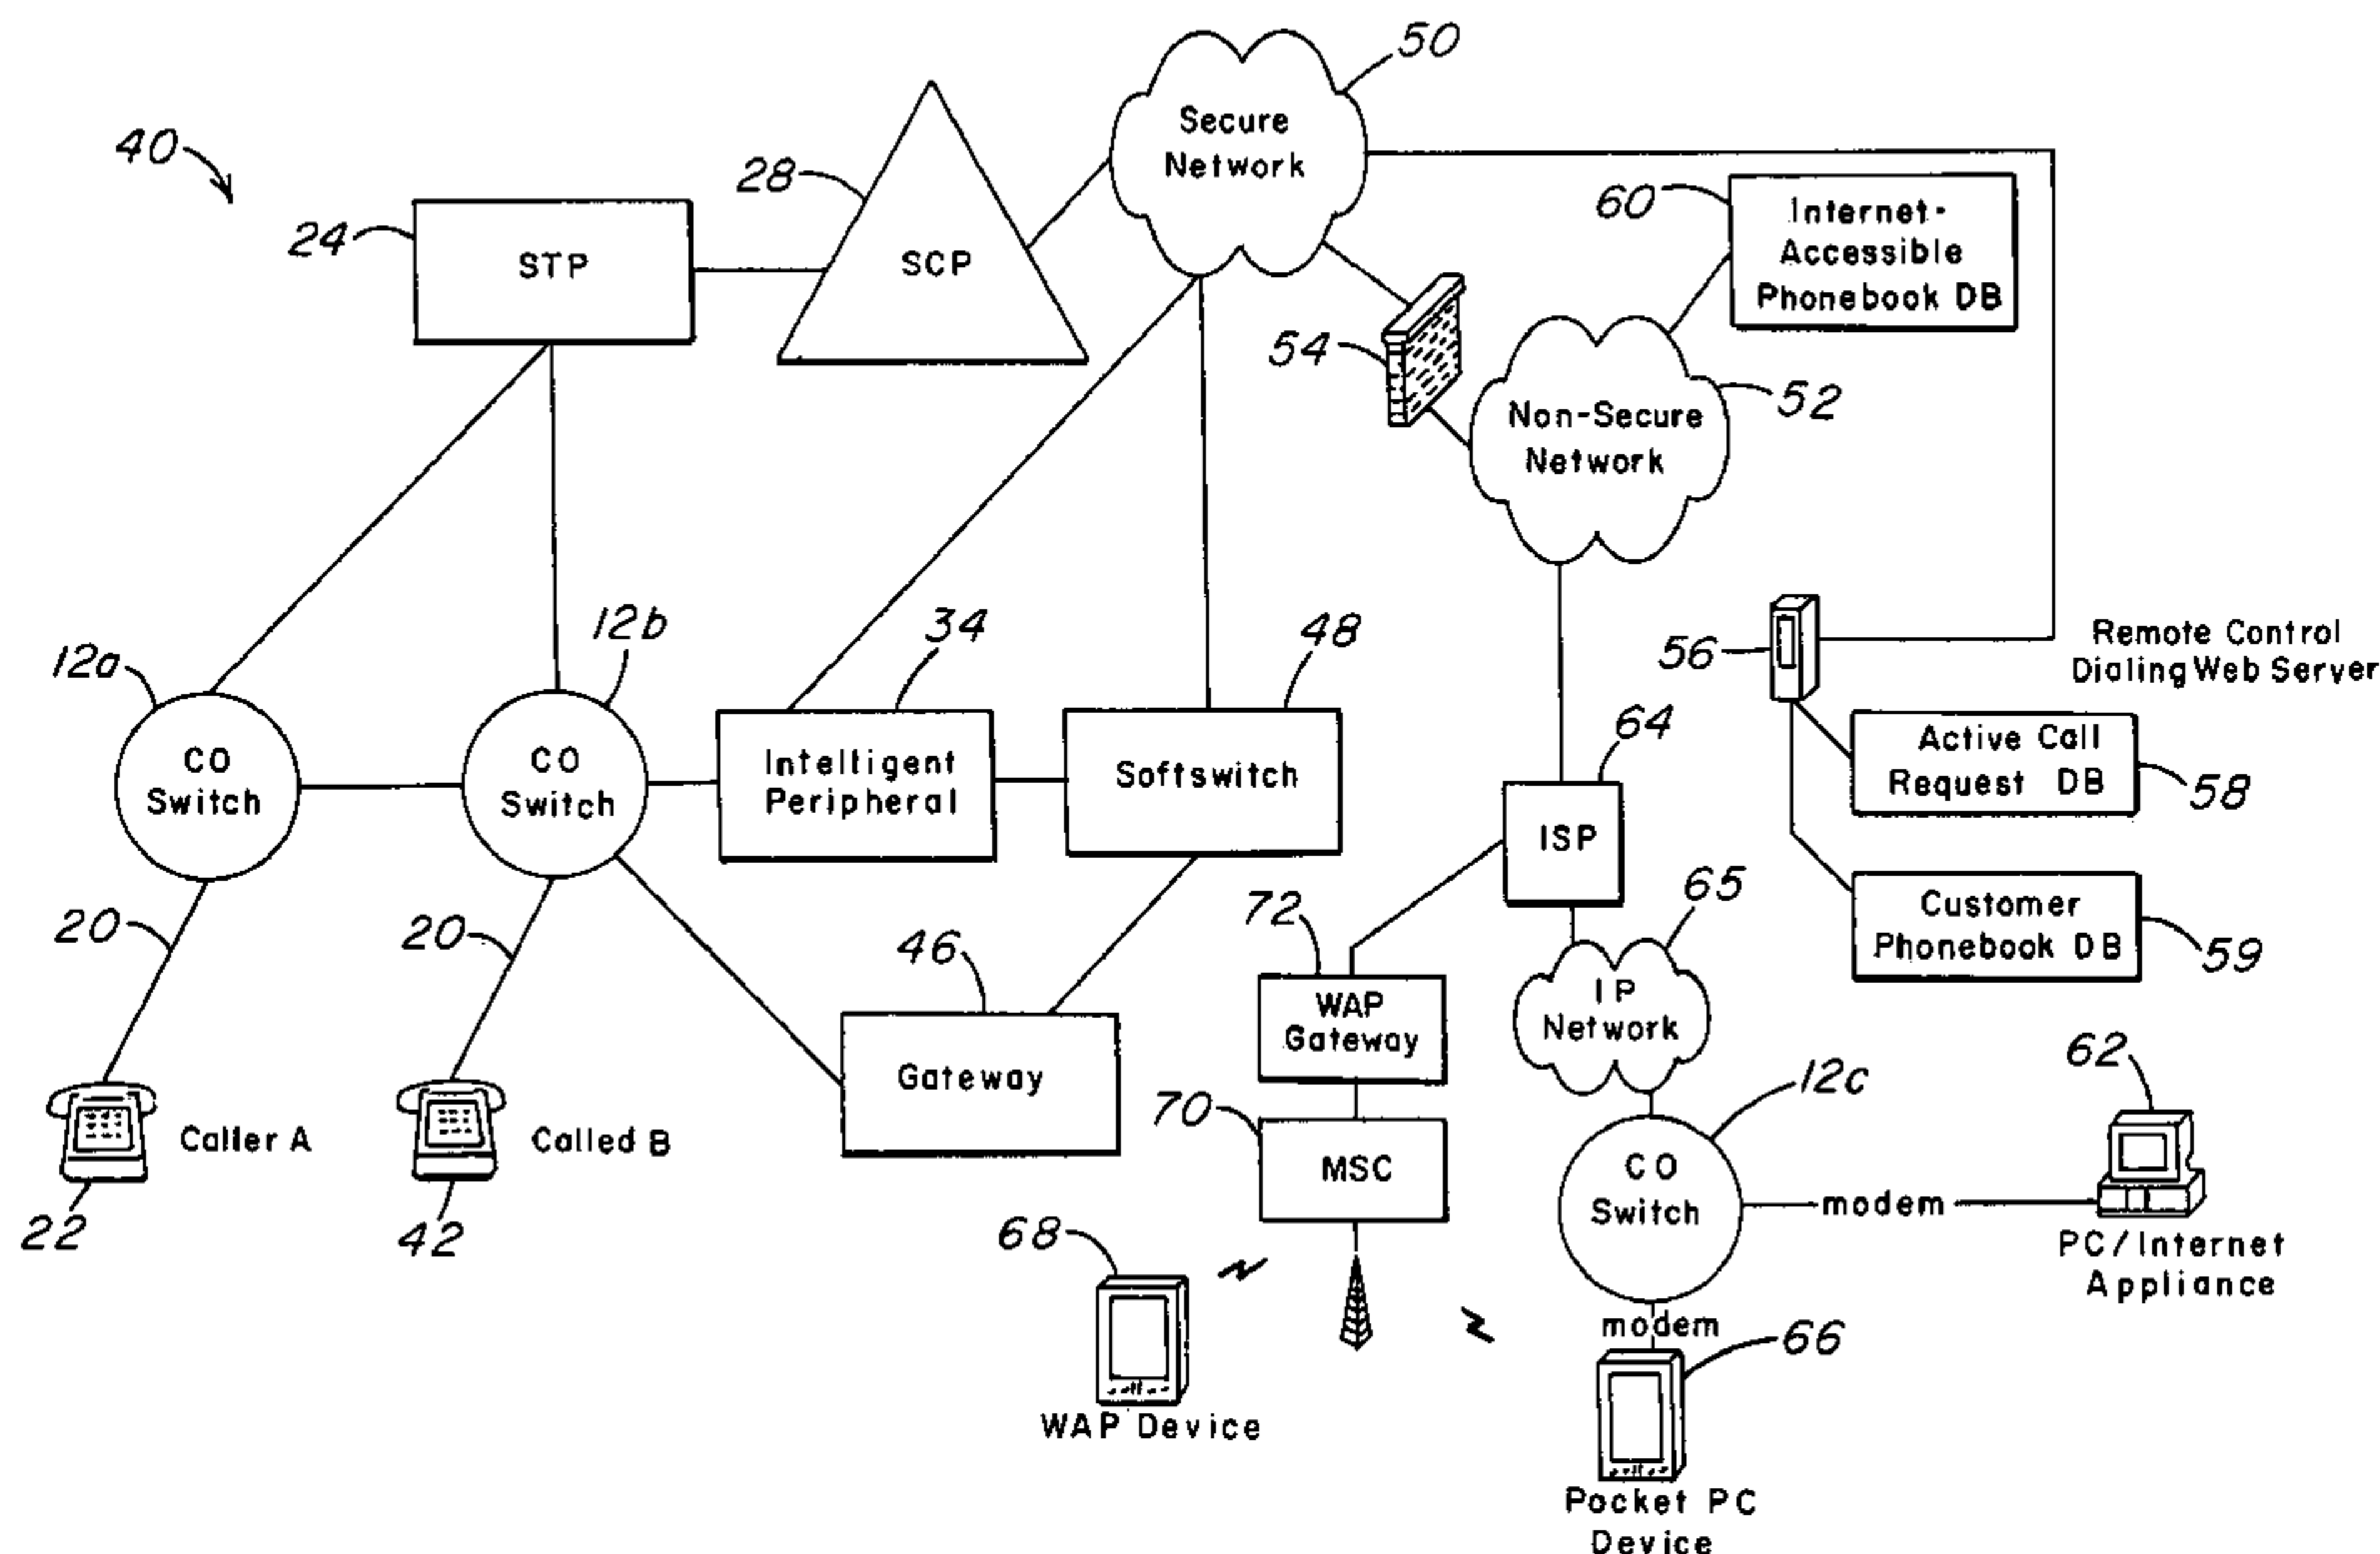 50
Secure
Network
40
28
24
STP
SCP
60
Internet-
Accessible
Phonebook DB
54
52
Non-Secure
Network
12a
12b
34
48
56
Remote Control
Dialing Web Server
CO
Switch
CO
Switch
Intelligent
Peripheral
Softswitch
64
ISP
Active Call
Request DB
58
20
20
46
72
65
Customer
Phonebook DB
59
WAP
Gateway
IP
Network
Gateway
62
12c
70
MSC
CO
Switch
modem
Caller A
Called B
22
42
68
PC/Internet
Appliance
modem
66
WAP Device
Pocket PC
Device